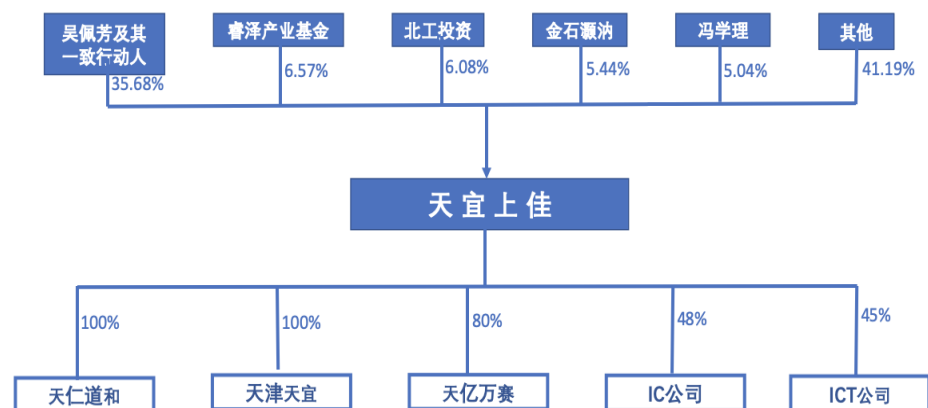 吴佩芳及其
一致行动人
睿泽产业基金
北工投资
金石灏汭
冯学理
其他
35.68%
6.57%
6.08%
5.44%
5.04%
41.19%
天宜上佳
100%
100%
80%
48%
45%
天仁道和
天津天宜
天亿万赛
IC公司
ICT公司